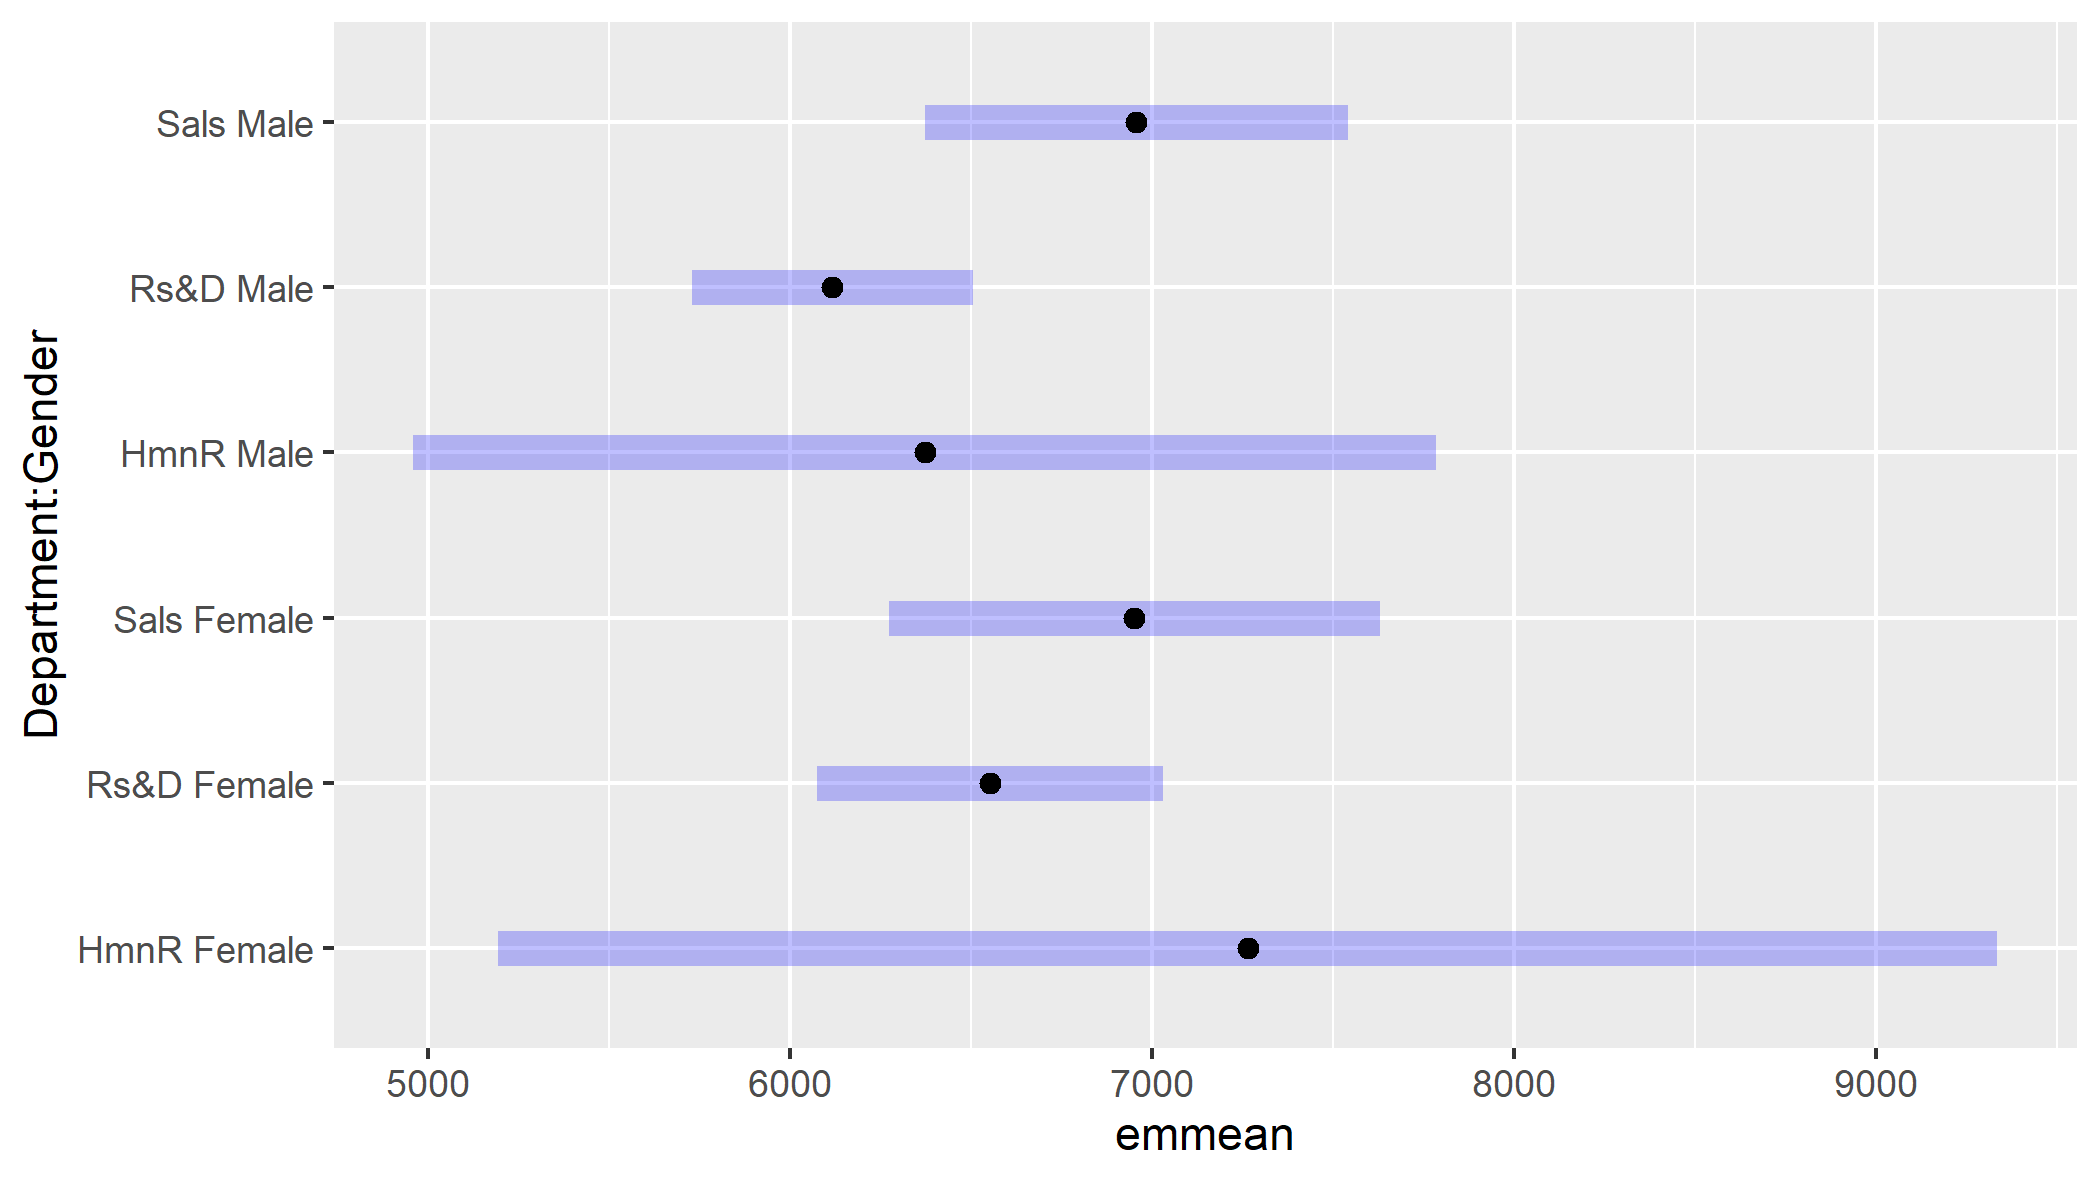 Department:Gender
Sals Male
Rs&D Male
HmnR Male
Sals Female
Rs&D Female
HmnR Female
5000 6000 7000 8000 9000
emmean